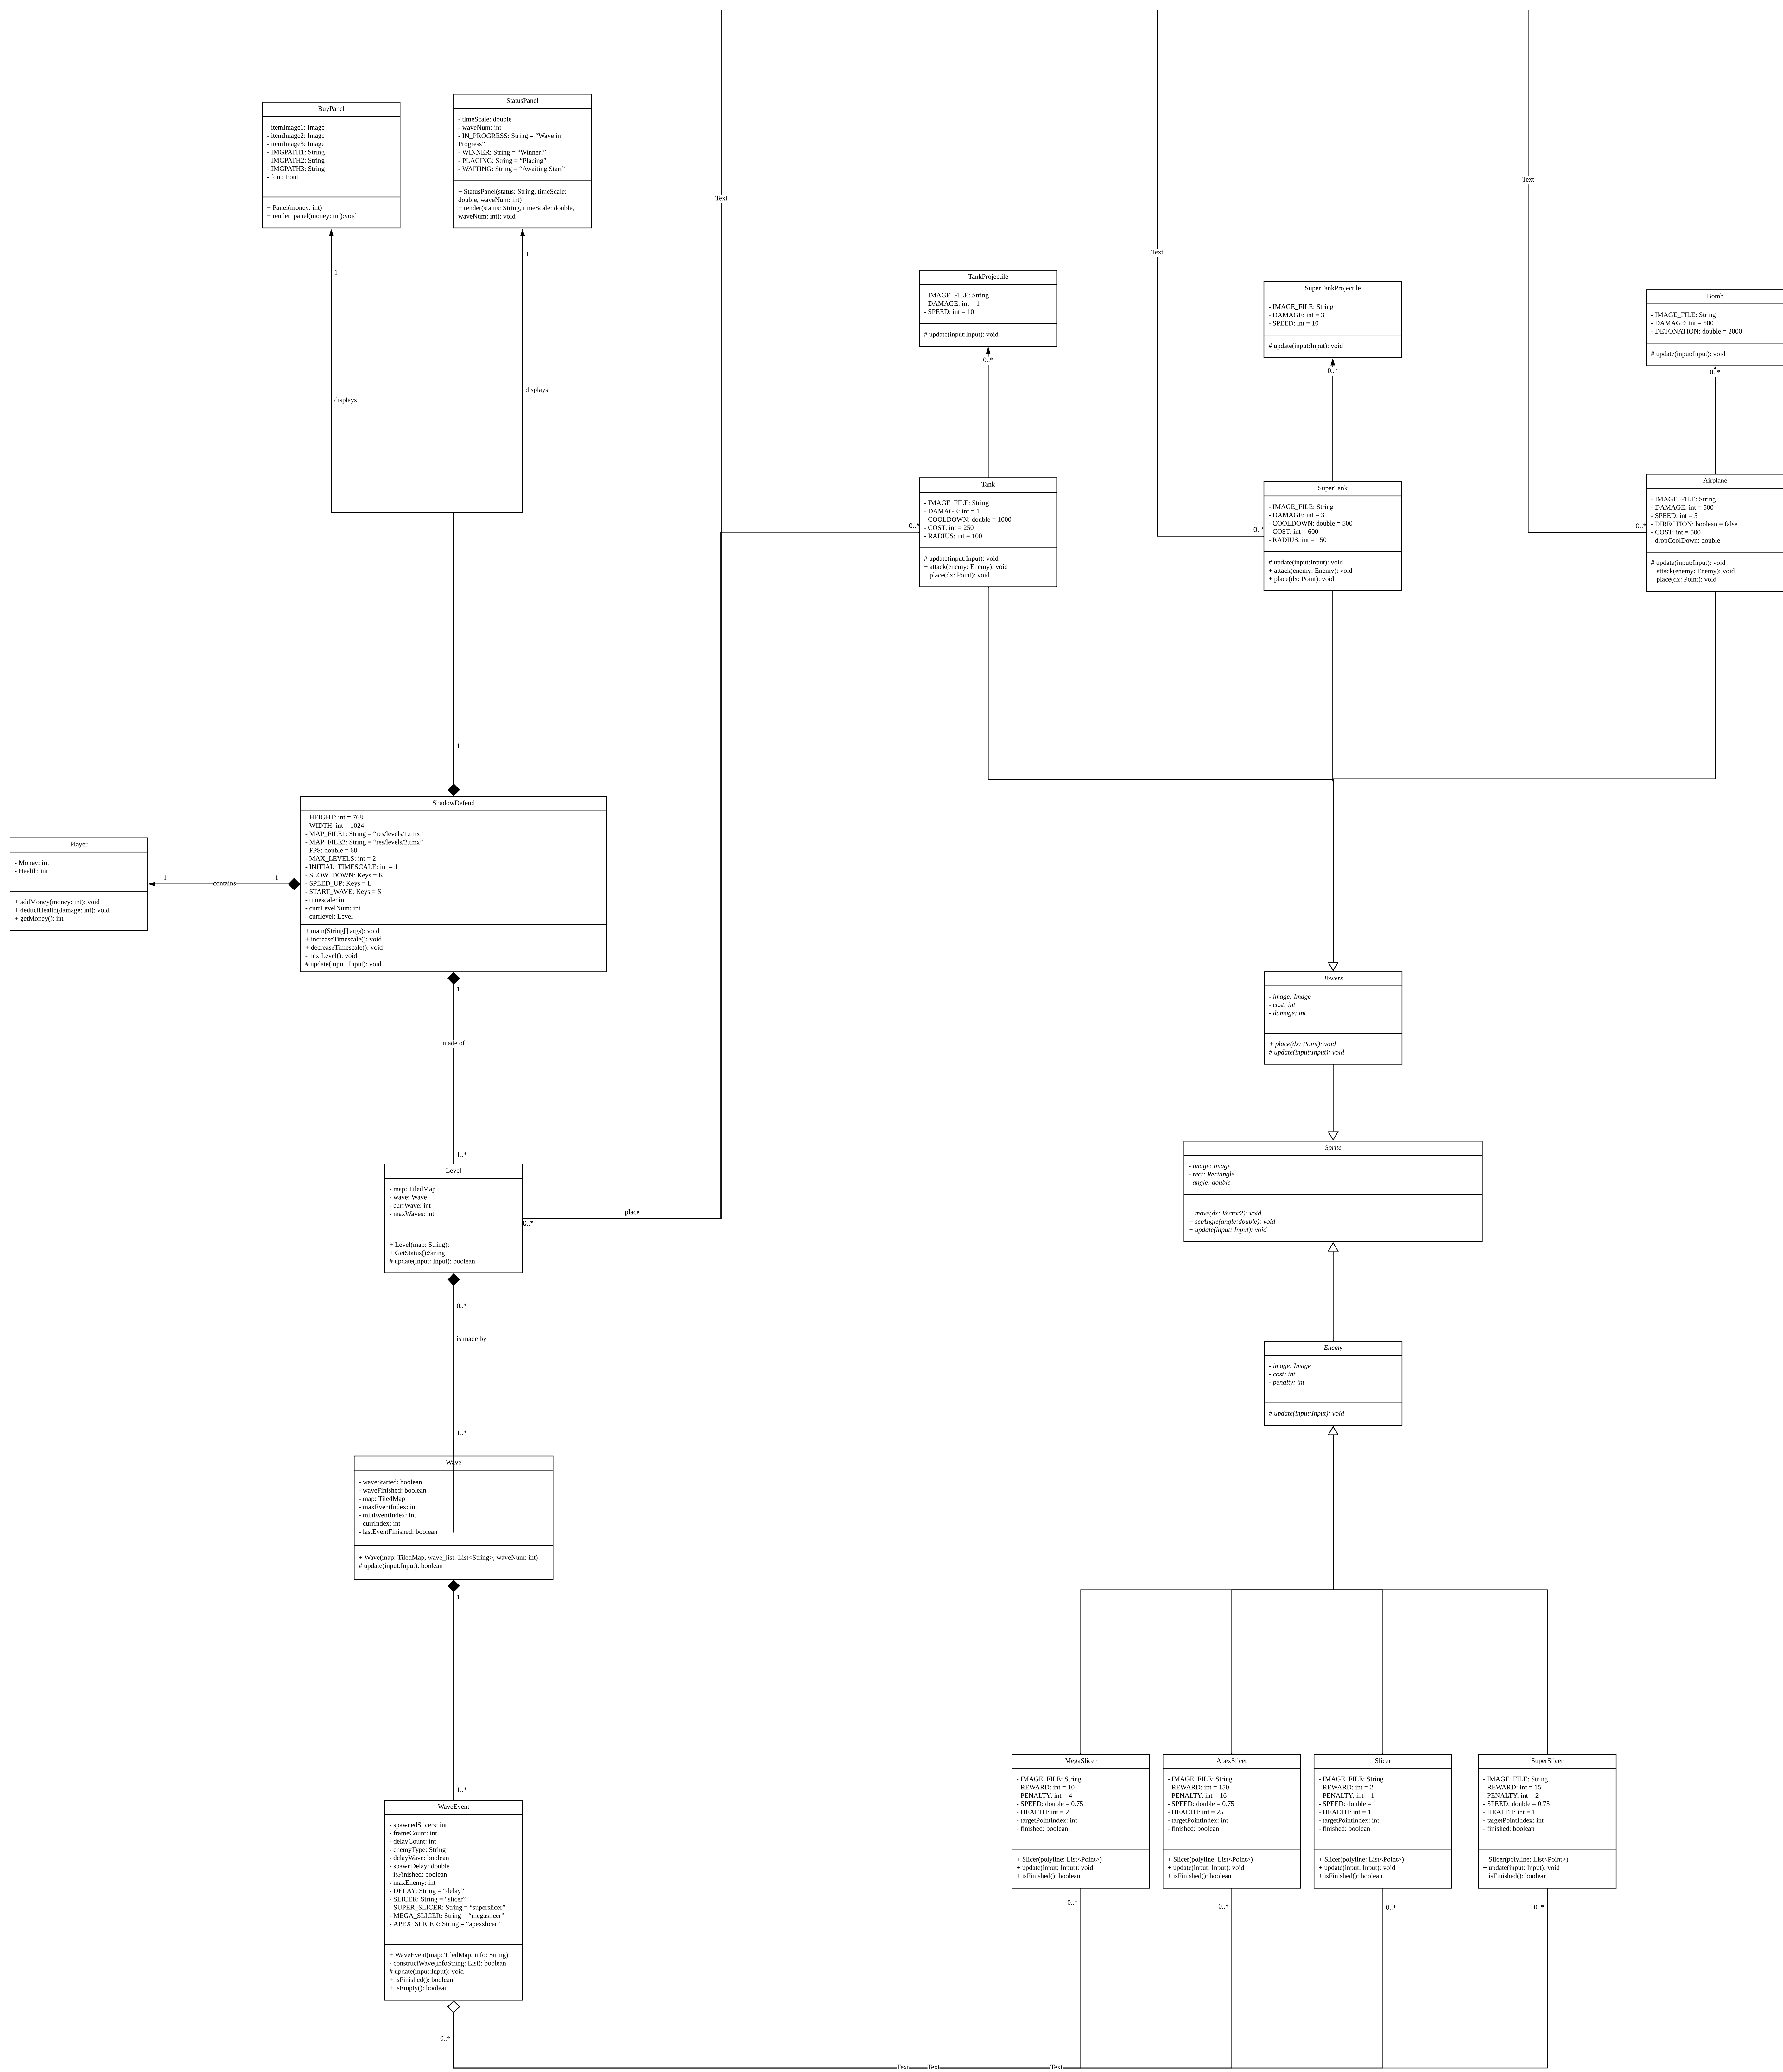 BuyPanel
- itemImage1: Image
- itemImage2: Image
- itemImage3: Image
- IMGPATH1: String
- IMGPATH2: String
- IMGPATH3: String
- font: Font
+ Panel(money: int)
+ render_panel(money: int):void
StatusPanel
- timeScale: double
- waveNum: int
- IN_PROGRESS: String = “Wave in
Progress”
- WINNER: String = “Winner!”
- PLACING: String = “Placing”
- WAITING: String = “Awaiting Start”
+ StatusPanel(status: String, timeScale:
double, waveNum: int)
+ render(status: String, timeScale: double,
waveNum: int): void
1
1
displays
displays
1
Text
Text
Text
TankProjectile
- IMAGE_FILE: String
- DAMAGE: int = 1
- SPEED: int = 10
# update(input:Input): void
0..*
SuperTankProjectile
- IMAGE_FILE: String
- DAMAGE: int = 3
- SPEED: int = 10
# update(input:Input): void
0..*
Bomb
- IMAGE_FILE: String
- DAMAGE: int = 500
- DETONATION: double = 2000
# update(input:Input): void
0..*
Tank
- IMAGE_FILE: String
- DAMAGE: int = 1
- COOLDOWN: double = 1000
- COST: int = 250
- RADIUS: int = 100
# update(input:Input): void
+ attack(enemy: Enemy): void
+ place(dx: Point): void
0..*
SuperTank
- IMAGE_FILE: String
- DAMAGE: int = 3
- COOLDOWN: double = 500
- COST: int = 600
- RADIUS: int = 150
# update(input:Input): void
+ attack(enemy: Enemy): void
+ place(dx: Point): void
0..*
Airplane
- IMAGE_FILE: String
- DAMAGE: int = 500
- SPEED: int = 5
- DIRECTION: boolean = false
- COST: int = 500
- dropCoolDown: double
# update(input:Input): void
+ attack(enemy: Enemy): void
+ place(dx: Point): void
0..*
Player
- Money: int
- Health: int
+ addMoney(money: int): void
+ deductHealth(damage: int): void
+ getMoney(): int
1
contains
1
ShadowDefend
- HEIGHT: int = 768
- WIDTH: int = 1024
- MAP_FILE1: String = “res/levels/1.tmx”
- MAP_FILE2: String = “res/levels/2.tmx”
- FPS: double = 60
- MAX_LEVELS: int = 2
- INITIAL_TIMESCALE: int = 1
- SLOW_DOWN: Keys = K
- SPEED_UP: Keys = L
- START_WAVE: Keys = S
- timescale: int
- currLevelNum: int
- currlevel: Level
+ main(String[] args): void
+ increaseTimescale(): void
+ decreaseTimescale(): void
- nextLevel(): void
# update(input: Input): void
1
made of
1..*
Towers
- image: Image
- cost: int
- damage: int
+ place(dx: Point): void
# update(input:Input): void
Sprite
- image: Image
- rect: Rectangle
- angle: double
+ move(dx: Vector2): void
+ setAngle(angle:double): void
+ update(input: Input): void
Level
- map: TiledMap
- wave: Wave
- currWave: int
- maxWaves: int
+ Level(map: String):
+ GetStatus():String
# update(input: Input): boolean
0..*
place
0..*
is made by
1..*
Enemy
- image: Image
- cost: int
- penalty: int
# update(input:Input): void
Wave
- waveStarted: boolean
- waveFinished: boolean
- map: TiledMap
- maxEventIndex: int
- minEventIndex: int
- currIndex: int
- lastEventFinished: boolean
+ Wave(map: TiledMap, wave_list: List<String>, waveNum: int)
# update(input:Input): boolean
1
1..*
MegaSlicer
- IMAGE_FILE: String
- REWARD: int = 10
- PENALTY: int = 4
- SPEED: double = 0.75
- HEALTH: int = 2
- targetPointIndex: int
- finished: boolean
+ Slicer(polyline: List<Point>)
+ update(input: Input): void
+ isFinished(): boolean
0..*
ApexSlicer
- IMAGE_FILE: String
- REWARD: int = 150
- PENALTY: int = 16
- SPEED: double = 0.75
- HEALTH: int = 25
- targetPointIndex: int
- finished: boolean
+ Slicer(polyline: List<Point>)
+ update(input: Input): void
+ isFinished(): boolean
0..*
Slicer
- IMAGE_FILE: String
- REWARD: int = 2
- PENALTY: int = 1
- SPEED: double = 1
- HEALTH: int = 1
- targetPointIndex: int
- finished: boolean
+ Slicer(polyline: List<Point>)
+ update(input: Input): void
+ isFinished(): boolean
0..*
SuperSlicer
- IMAGE_FILE: String
- REWARD: int = 15
- PENALTY: int = 2
- SPEED: double = 0.75
- HEALTH: int = 1
- targetPointIndex: int
- finished: boolean
+ Slicer(polyline: List<Point>)
+ update(input: Input): void
+ isFinished(): boolean
0..*
WaveEvent
- spawnedSlicers: int
- frameCount: int
- delayCount: int
- enemyType: String
- delayWave: boolean
- spawnDelay: double
- isFinished: boolean
- maxEnemy: int
- DELAY: String = “delay”
- SLICER: String = “slicer”
- SUPER_SLICER: String = “superslicer”
- MEGA_SLICER: String = “megaslicer”
- APEX_SLICER: String = “apexslicer”
+ WaveEvent(map: TiledMap, info: String)
- constructWave(infoString: List): boolean
# update(input:Input): void
+ isFinished(): boolean
+ isEmpty(): boolean
0..*
Text
Text
Text